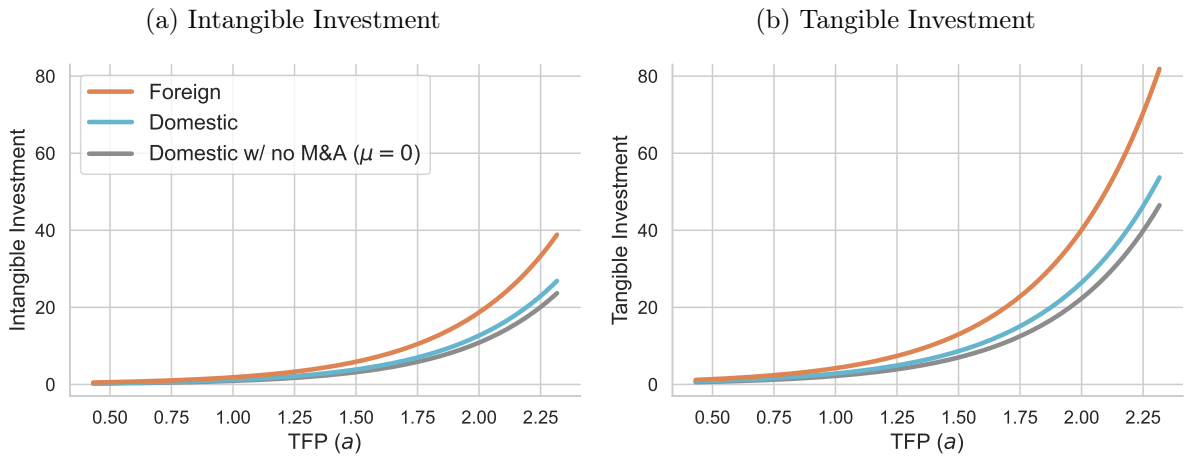 (a) Intangible Investment
Intangible Investment
80
60
40
20
0
Foreign
Domestic
Domestic w/ no M&A (μ = 0)
0.50 0.75 1.00 1.25 1.50 1.75 2.00 2.25
TFP (a)
(b) Tangible Investment
Tangible Investment
80
60
40
20
0
0.50 0.75 1.00 1.25 1.50 1.75 2.00 2.25
TFP (a)